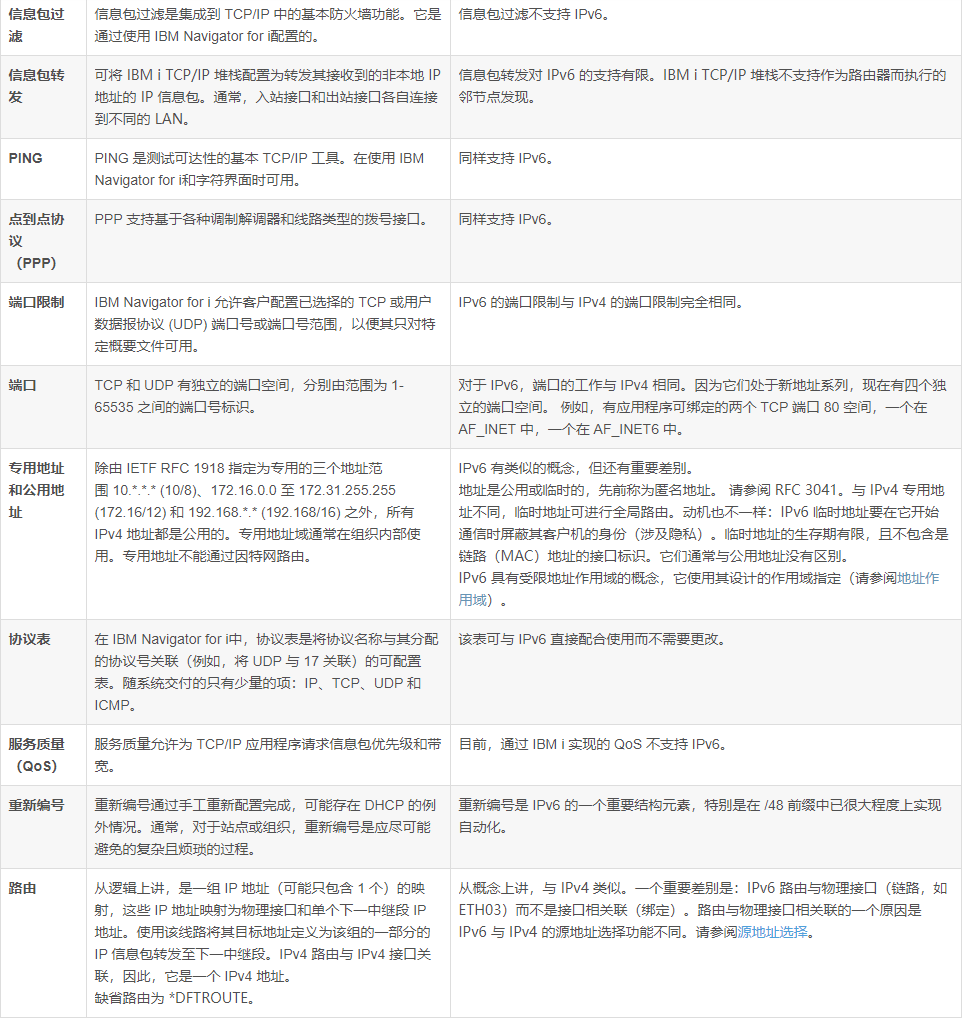 信息包过
滤
信息包过滤是集成到 TCP/IP 中的基本防火墙功能。它是
通过使用 IBM Navigator for i配置的。
信息包过滤不支持 IPv6。
信息包转
发
可将 IBM i TCP/IP 堆栈配置为转发其接收到的非本地 IP
地址的 IP 信息包。通常，入站接口和出站接口各自连接
到不同的 LAN。
信息包转发对 IPv6 的支持有限。IBM i TCP/IP 堆栈不支持作为路由器而执行的
邻节点发现。
PING
PING 是测试可达性的基本 TCP/IP 工具。在使用 IBM
Navigator for i和字符界面时可用。
同样支持 IPv6。
点到点协
议
（PPP）
PPP 支持基于各种调制解调器和线路类型的拨号接口。
同样支持 IPv6。
端口限制
IBM Navigator for i 允许客户配置已选择的 TCP 或用户
数据报协议 (UDP) 端口号或端口号范围，以便其只对特
定概要文件可用。
IPv6 的端口限制与 IPv4 的端口限制完全相同。
端口
TCP 和 UDP 有独立的端口空间，分别由范围为 1-
65535 之间的端口号标识。
对于 IPv6，端口的工作与 IPv4 相同。因为它们处于新地址系列，现在有四个独
立的端口空间。 例如，有应用程序可绑定的两个 TCP 端口 80 空间，一个在
AF_INET 中，一个在 AF_INET6 中。
专用地址
和公用地
址
除由 IETF RFC 1918 指定为专用的三个地址范
围 10.*.*.* (10/8)、172.16.0.0 至 172.31.255.255
(172.16/12) 和 192.168.*.* (192.168/16) 之外，所有
IPv4 地址都是公用的。专用地址域通常在组织内部使
用。专用地址不能通过因特网路由。
IPv6 有类似的概念，但还有重要差别。
地址是公用或临时的，先前称为匿名地址。 请参阅 RFC 3041。与 IPv4 专用地
址不同，临时地址可进行全局路由。动机也不一样：IPv6 临时地址要在它开始
通信时屏蔽其客户机的身份（涉及隐私）。临时地址的生存期有限，且不包含是
链路（MAC）地址的接口标识。它们通常与公用地址没有区别。
IPv6 具有受限地址作用域的概念，它使用其设计的作用域指定（请参阅地址作
用域）。
协议表
在 IBM Navigator for i中，协议表是将协议名称与其分配
的协议号关联（例如，将 UDP 与 17 关联）的可配置
表。随系统交付的只有少量的项：IP、TCP、UDP 和
ICMP。
该表可与 IPv6 直接配合使用而不需要更改。
服务质量
（QoS）
服务质量允许为 TCP/IP 应用程序请求信息包优先级和带
宽。
目前，通过 IBM i 实现的 QoS 不支持 IPv6。
重新编号
重新编号通过手工重新配置完成，可能存在 DHCP 的例
外情况。通常，对于站点或组织，重新编号是应尽可能
避免的复杂且烦琐的过程。
重新编号是 IPv6 的一个重要结构元素，特别是在 /48 前缀中已很大程度上实现
自动化。
路由
从逻辑上讲，是一组 IP 地址（可能只包含 1 个）的映
射，这些 IP 地址映射为物理接口和单个下一中继段 IP
地址。使用该线路将其目标地址定义为该组的一部分的
IP 信息包转发至下一中继段。IPv4 路由与 IPv4 接口关
联，因此，它是一个 IPv4 地址。
缺省路由为 *DFTROUTE。
从概念上讲，与 IPv4 类似。一个重要差别是：IPv6 路由与物理接口（链路，如
ETH03）而不是接口相关联（绑定）。路由与物理接口相关联的一个原因是
IPv6 与 IPv4 的源地址选择功能不同。请参阅源地址选择。